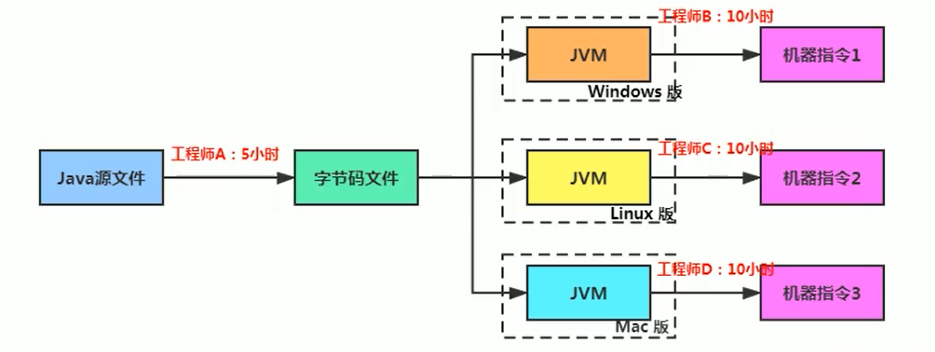 工程师B：10小时
JVM
机器指令1
Windows 版
工程师A：5小时
Java源文件
字节码文件
工程师C：10小时
JVM
机器指令2
Linux 版
工程师D：10小时
JVM
机器指令3
Mac 版